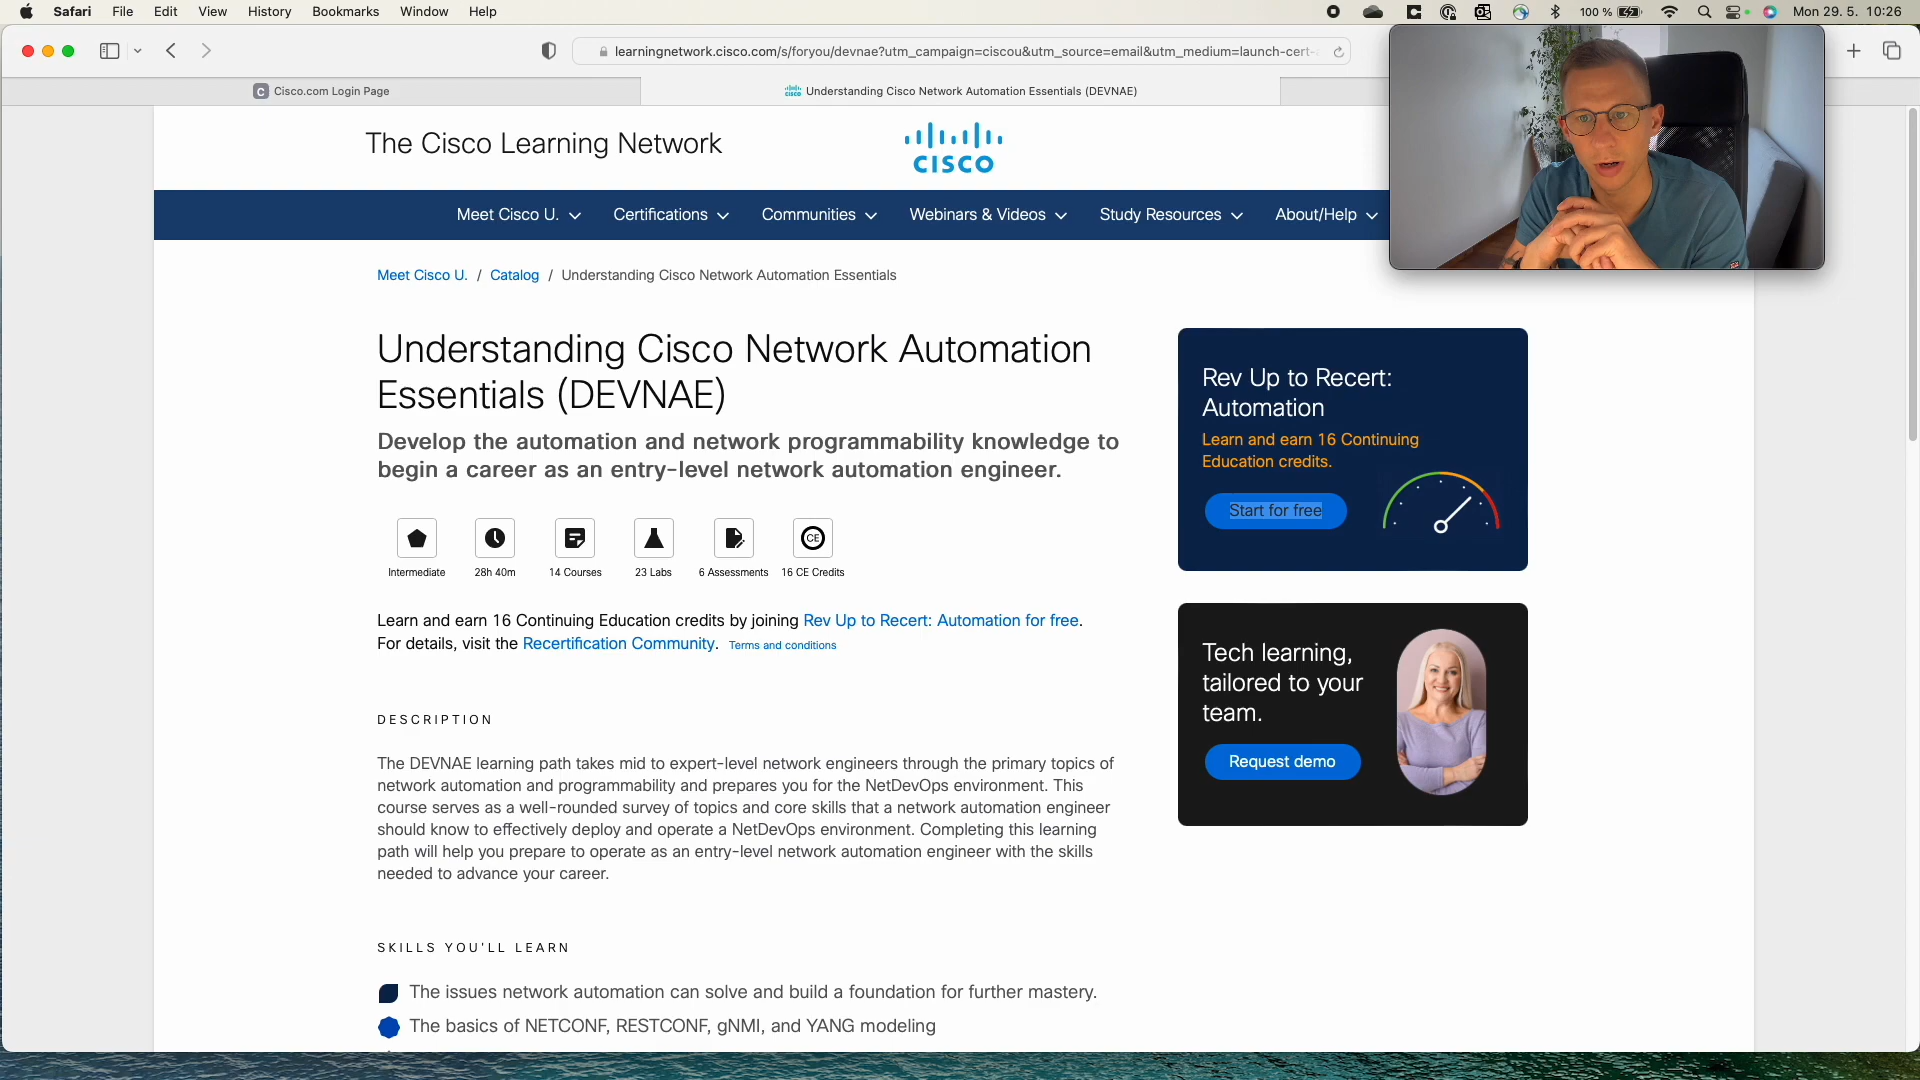 Safari File Edit View History Bookmarks Window Help
100 %
Mon 29. 5. 10:26
learningnetwork.cisco.com/s/foryou/devnae?utm_campaign=ciscou&utm_source=email&utm_medium=launch-cert-
C Cisco.com Login Page
CISCO Understanding Cisco Network Automation Essentials (DEVNAE)
The Cisco Learning Network
CISCO
Meet Cisco U. Certifications Communities Webinars & Videos Study Resources About/Help
Meet Cisco U. / Catalog / Understanding Cisco Network Automation Essentials
Understanding Cisco Network Automation
Essentials (DEVNAE)
Develop the automation and network programmability knowledge to
begin a career as an entry-level network automation engineer.
CE
Intermediate 28h 40m 14 Courses 23 Labs 6 Assessments 16 CE Credits
Learn and earn 16 Continuing Education credits by joining Rev Up to Recert: Automation for free.
For details, visit the Recertification Community. Terms and conditions
DESCRIPTION
The DEVNAE learning path takes mid to expert-level network engineers through the primary topics of
network automation and programmability and prepares you for the NetDevOps environment. This
course serves as a well-rounded survey of topics and core skills that a network automation engineer
should know to effectively deploy and operate a NetDevOps environment. Completing this learning
path will help you prepare to operate as an entry-level network automation engineer with the skills
needed to advance your career.
SKILLS YOU'LL LEARN
The issues network automation can solve and build a foundation for further mastery.
The basics of NETCONF, RESTCONF, gNMI, and YANG modeling
Rev Up to Recert:
Automation
Learn and earn 16 Continuing
Education credits.
Start for free
Tech learning,
tailored to your
team.
Request demo